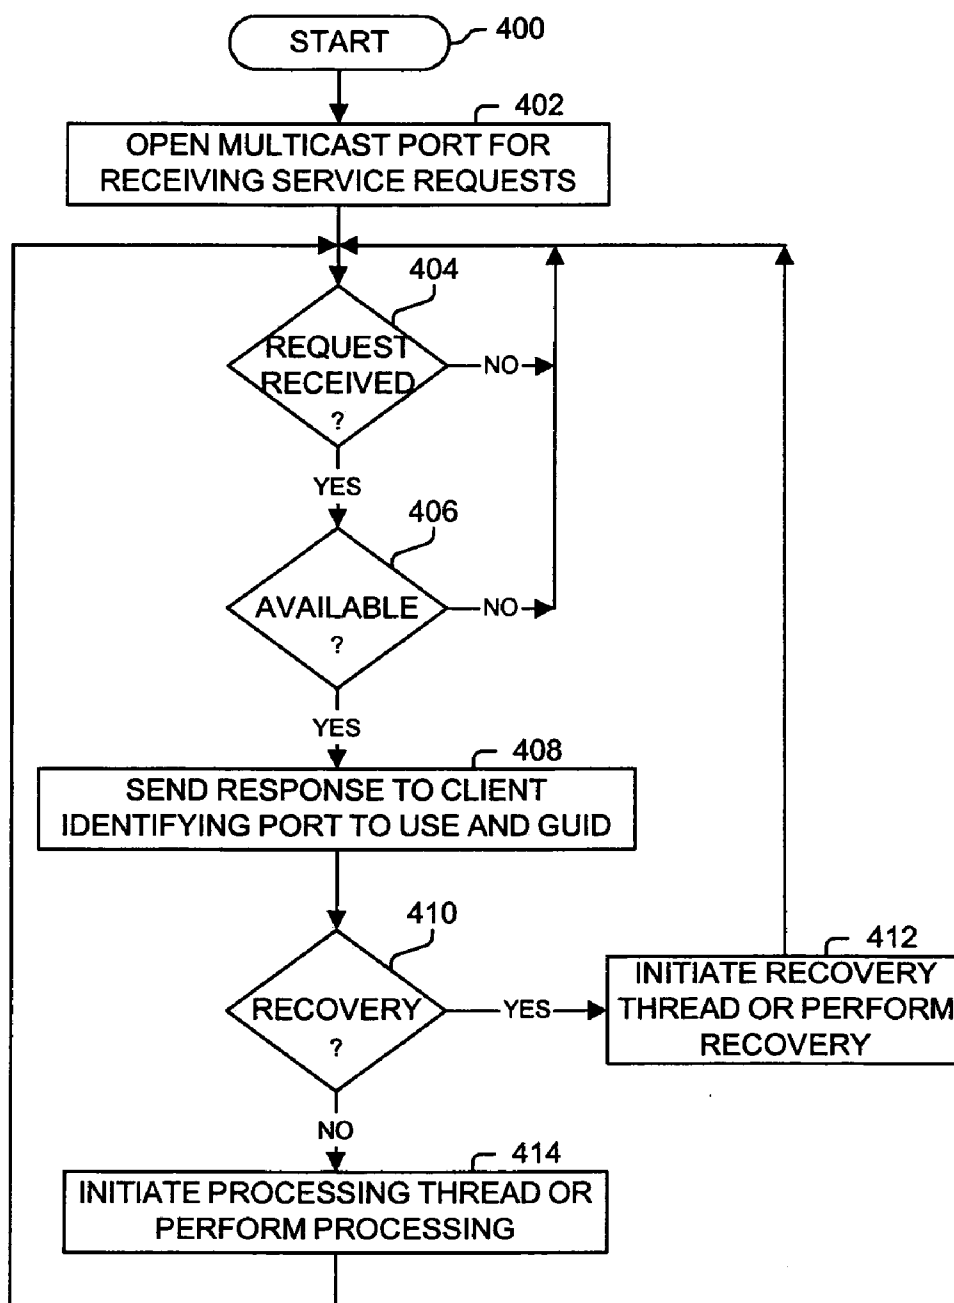 START
400
402
OPEN MULTICAST PORT FOR
RECEIVING SERVICE REQUESTS
404
REQUEST
RECEIVED
?
NO
YES
406
AVAILABLE
?
NO
YES
408
SEND RESPONSE TO CLIENT
IDENTIFYING PORT TO USE AND GUID
410
RECOVERY
?
YES
412
INITIATE RECOVERY
THREAD OR PERFORM
RECOVERY
NO
414
INITIATE PROCESSING THREAD OR
PERFORM PROCESSING